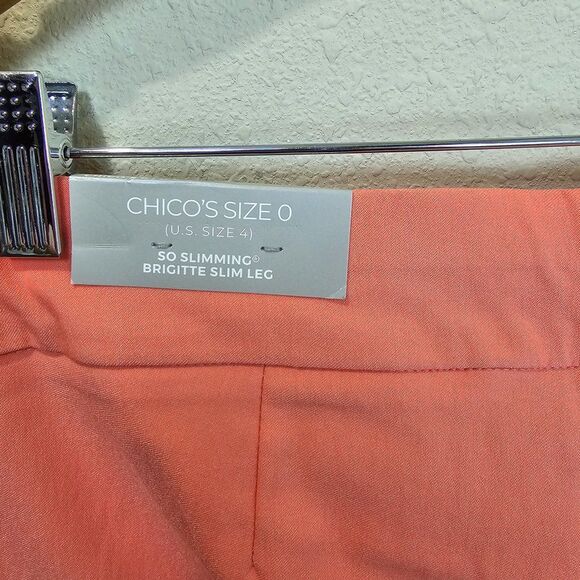 CHICO'S SIZE 0
(U.S. SIZE 4)
SO SLIMMING®
BRIGITTE SLIM LEG